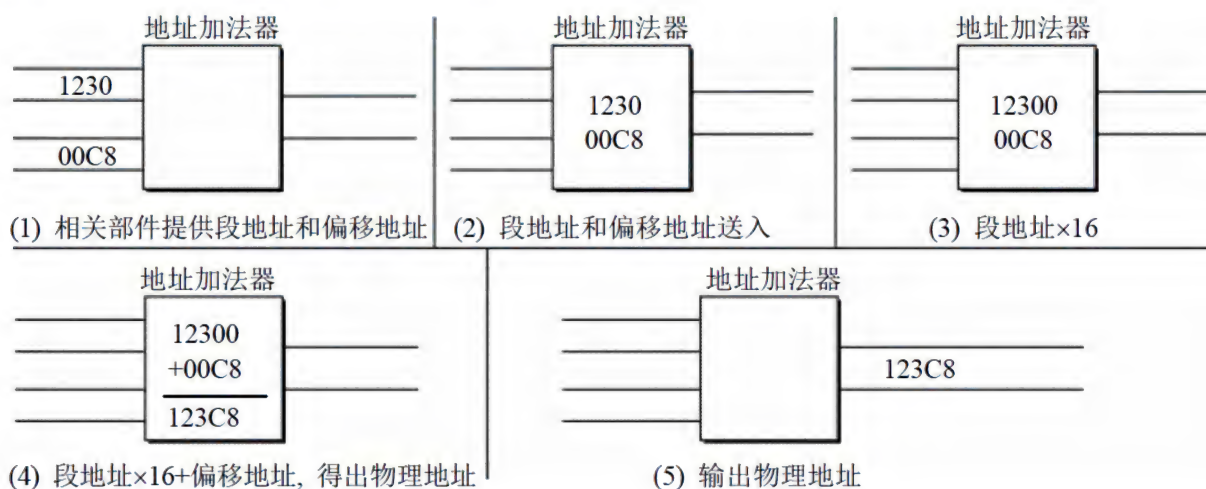 地址加法器
1230
00C8
(1) 相关部件提供段地址和偏移地址
地址加法器
1230
00C8
(2) 段地址和偏移地址送入
地址加法器
12300
00C8
(3) 段地址×16
地址加法器
12300
+00C8
123C8
(4) 段地址×16+偏移地址, 得出物理地址
地址加法器
123C8
(5) 输出物理地址